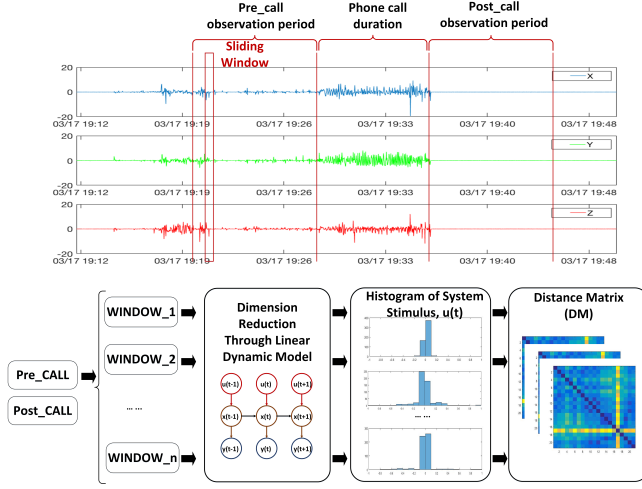 Pre_call
observation period
Phone call
duration
Post_call
observation period
Sliding
Window
20
0
-20
X
03/17 19:12
03/17 19:19
03/17 19:26
03/17 19:33
03/17 19:40
03/17 19:48
20
0
-20
Y
03/17 19:12
03/17 19:19
03/17 19:26
03/17 19:33
03/17 19:40
03/17 19:48
20
0
-20
Z
03/17 19:12
03/17 19:19
03/17 19:26
03/17 19:33
03/17 19:40
03/17 19:48
Pre_CALL
Post_CALL
WINDOW_1
WINDOW_2
... ...
WINDOW_n
Dimension
Reduction
Through Linear
Dynamic Model
u(t-1) u(t) u(t+1)
x(t-1) x(t) x(t+1)
y(t-1) y(t) y(t+1)
Histogram of System
Stimulus, u(t)
... ...
Distance Matrix
(DM)